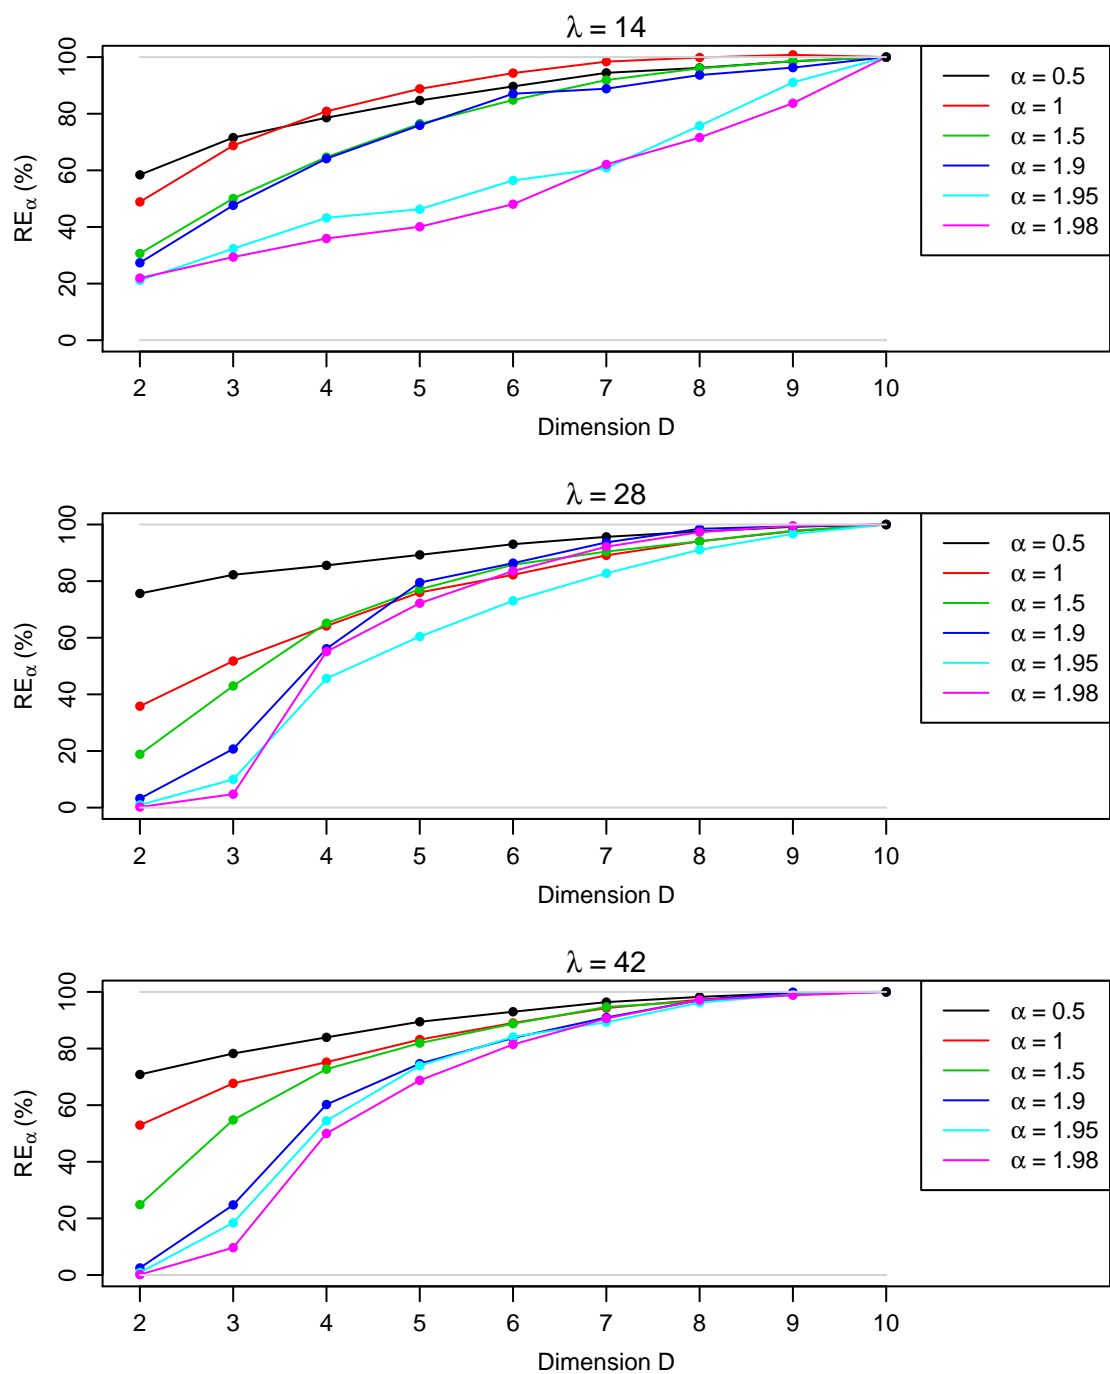 λ = 14
100
80
60
40
20
0
REα (%)
2 3 4 5 6 7 8 9 10
Dimension D
α = 0.5
α = 1
α = 1.5
α = 1.9
α = 1.95
α = 1.98
λ = 28
100
80
60
40
20
0
REα (%)
2 3 4 5 6 7 8 9 10
Dimension D
α = 0.5
α = 1
α = 1.5
α = 1.9
α = 1.95
α = 1.98
λ = 42
100
80
60
40
20
0
REα (%)
2 3 4 5 6 7 8 9 10
Dimension D
α = 0.5
α = 1
α = 1.5
α = 1.9
α = 1.95
α = 1.98